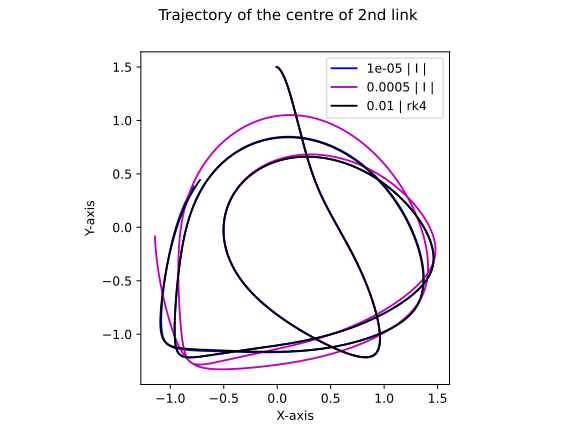 Trajectory of the centre of 2nd link
1e-05 | I |
0.0005 | I |
0.01 | rk4
1.5
1.0
0.5
0.0
−0.5
−1.0
Y-axis
−1.0 −0.5 0.0 0.5 1.0 1.5
X-axis